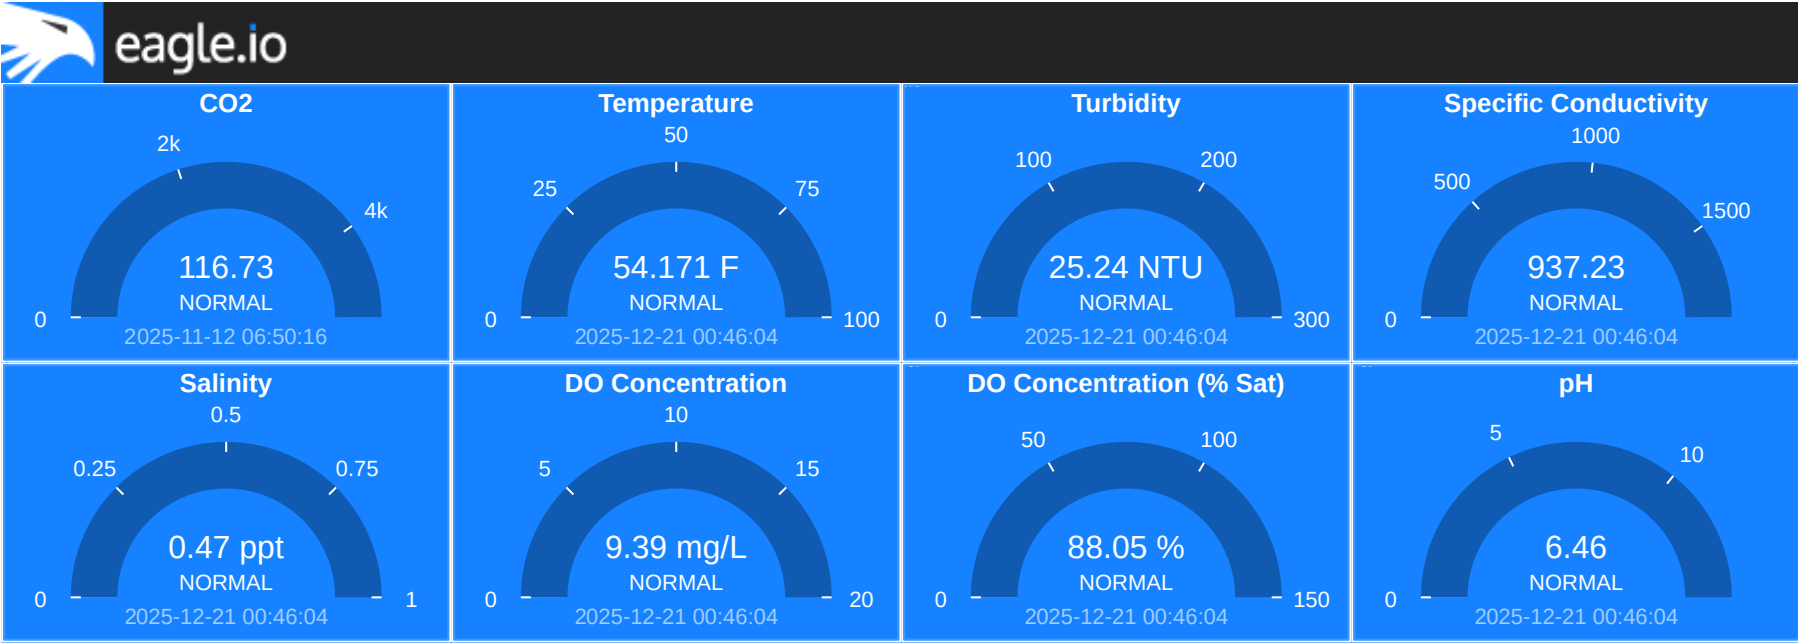 eagle.io
CO2
2k
4k
116.73
NORMAL
0
2025-11-12 06:50:16
Temperature
50
25
75
54.171 F
NORMAL
0
100
2025-12-21 00:46:04
Turbidity
100
200
25.24 NTU
NORMAL
0
300
2025-12-21 00:46:04
Specific Conductivity
1000
500
1500
937.23
NORMAL
0
2025-12-21 00:46:04
Salinity
0.5
0.25
0.75
0.47 ppt
NORMAL
0
1
2025-12-21 00:46:04
DO Concentration
10
5
15
9.39 mg/L
NORMAL
0
20
2025-12-21 00:46:04
DO Concentration (% Sat)
50
100
88.05 %
NORMAL
0
150
2025-12-21 00:46:04
pH
5
10
6.46
NORMAL
0
2025-12-21 00:46:04